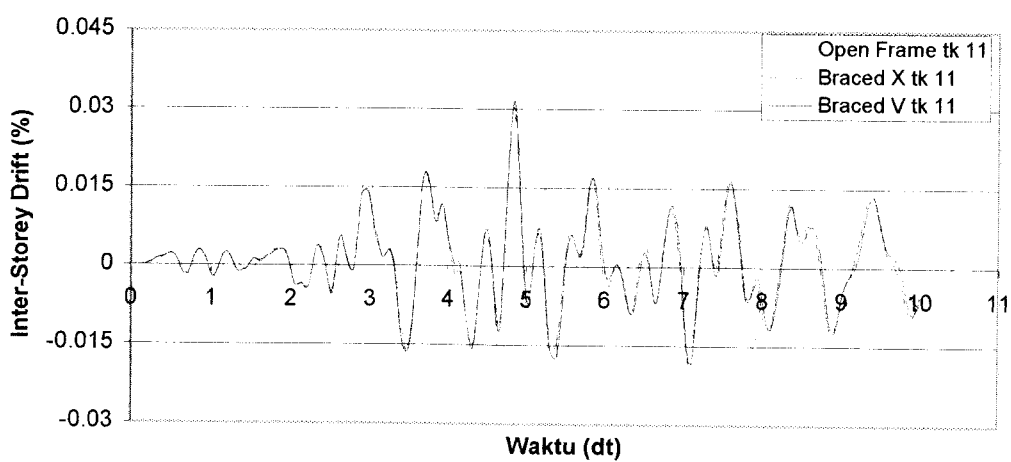 0.045
0.03
0.015
0
-0.015
-0.03
Inter-Storey Drift (%)
Open Frame tk 11
Braced X tk 11
Braced V tk 11
0 1 2 3 4 5 6 7 8 9 10 11
Waktu (dt)